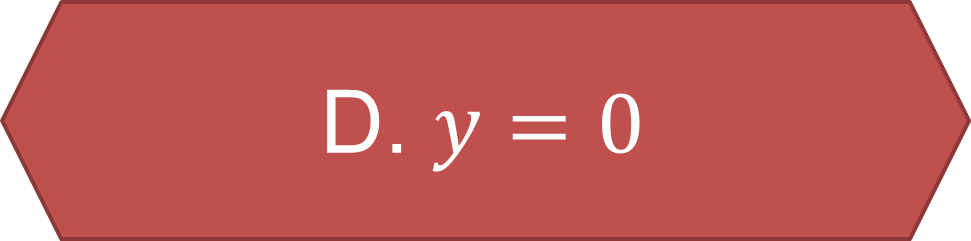 D. y = 0